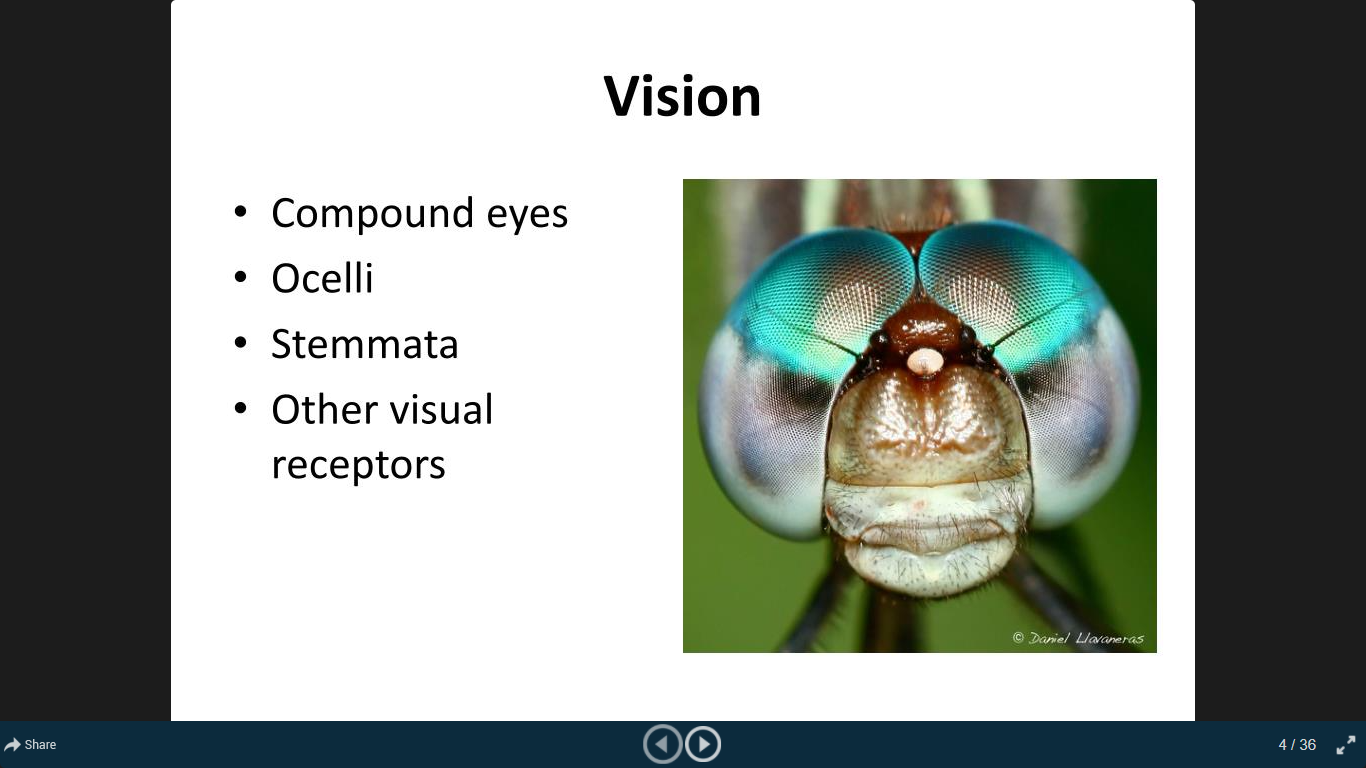 Vision
• Compound eyes
• Ocelli
• Stemmata
• Other visual
receptors
© Daniel Llavaneras
Share
4 / 36